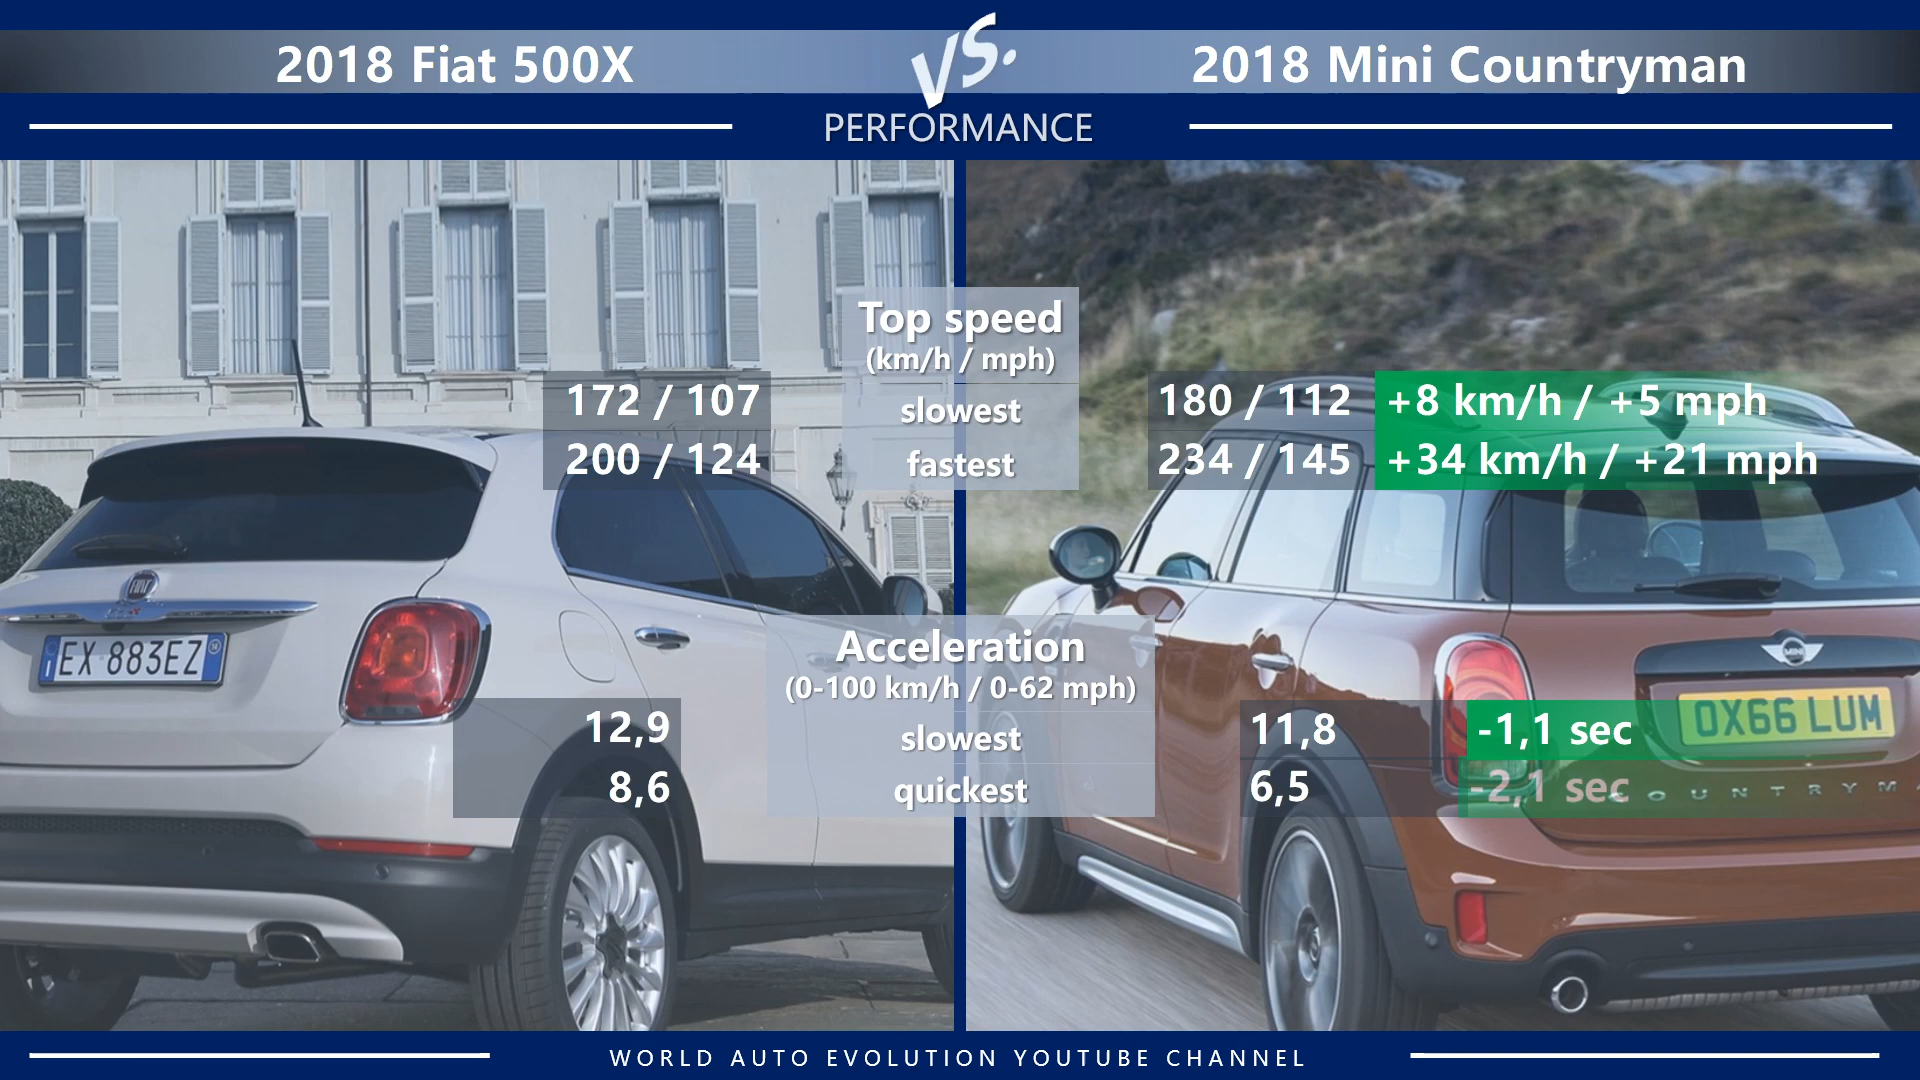 2018 Fiat 500X
VS.
2018 Mini Countryman
PERFORMANCE
Top speed
(km/h / mph)
172 / 107
slowest
180 / 112
+8 km/h / +5 mph
200 / 124
fastest
234 / 145
+34 km/h / +21 mph
FIAT
EX 883EZ
I
MINI
OX66 LUM
Acceleration
(0-100 km/h / 0-62 mph)
12,9
slowest
11,8
-1,1 sec
8,6
quickest
6,5
-2,1 sec
COUNTRYM
WORLD AUTO EVOLUTION YOUTUBE CHANNEL